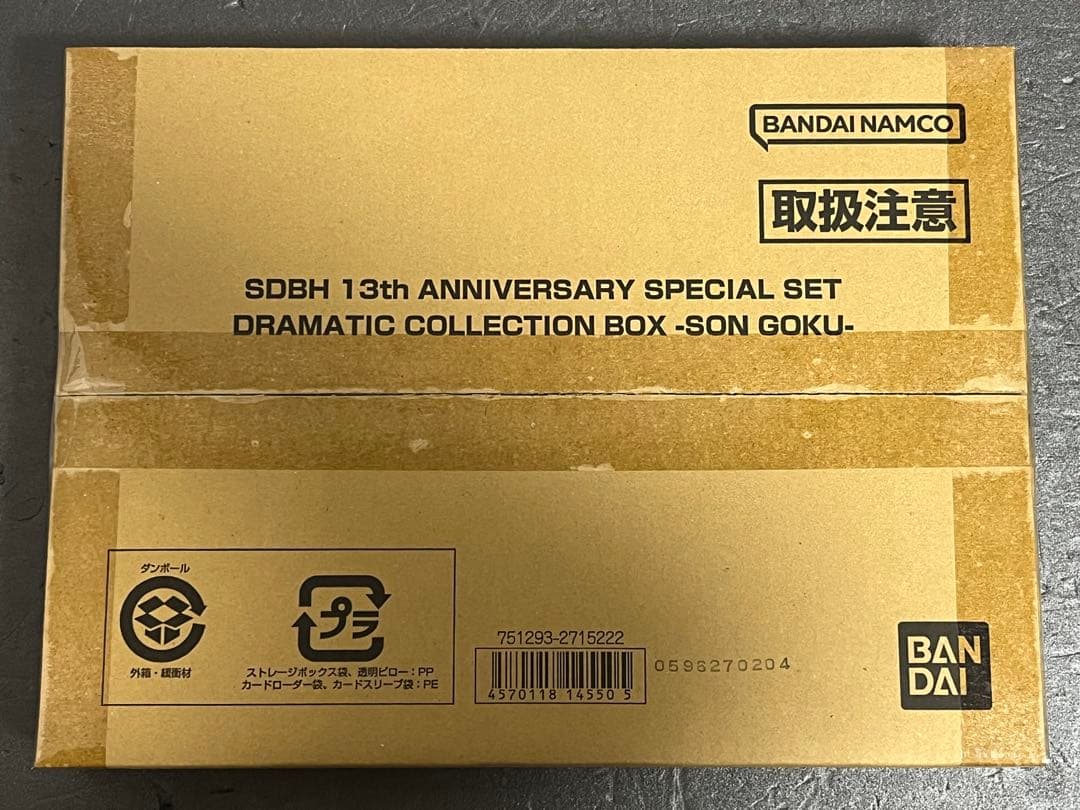 BANDAI NAMCO
取扱注意
SDBH 13th ANNIVERSARY SPECIAL SET
DRAMATIC COLLECTION BOX -SON GOKU-
ダンボール
外箱・緩衝材
プラ
ストレージボックス袋、透明ピロー:PP
カードローダー袋、カードスリーブ袋:PE
751293-2715222
4570118 14550 5
0596270204
BAN
DAI